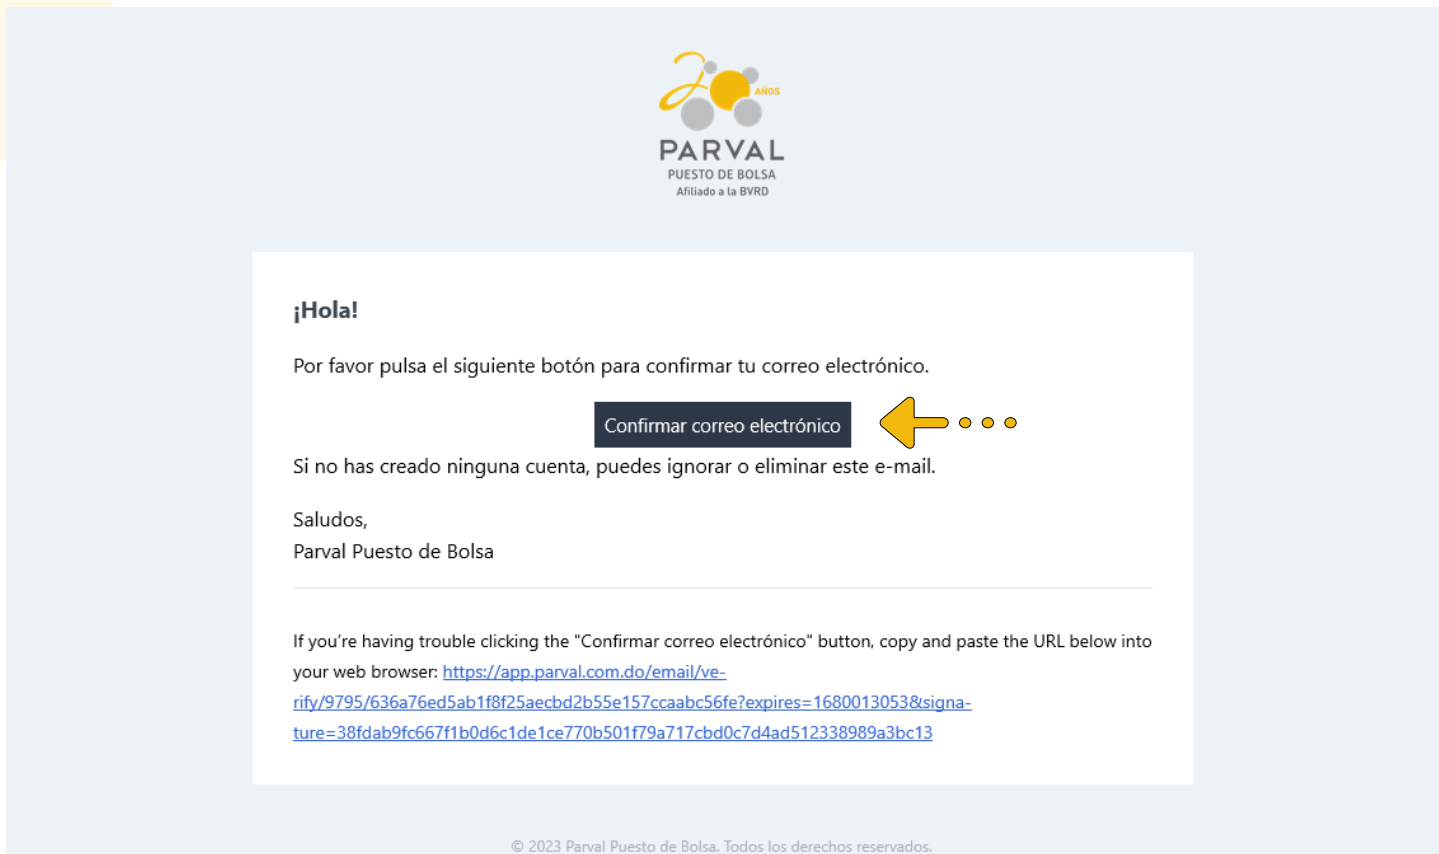 20 AÑOS
PARVAL
PUESTO DE BOLSA
Afiliado a la BVRD
¡Hola!
Por favor pulsa el siguiente botón para confirmar tu correo electrónico.
Confirmar correo electrónico
Si no has creado ninguna cuenta, puedes ignorar o eliminar este e-mail.
Saludos,
Parval Puesto de Bolsa
If you’re having trouble clicking the "Confirmar correo electrónico" button, copy and paste the URL below into
your web browser: https://app.parval.com.do/email/ve-
rify/9795/636a76ed5ab1f8f25aecbd2b55e157ccaabc56fe?expires=1680013053&signa-
ture=38fdab9fc667f1b0d6c1de1ce770b501f79a717cbd0c7d4ad512338989a3bc13
© 2023 Parval Puesto de Bolsa. Todos los derechos reservados.